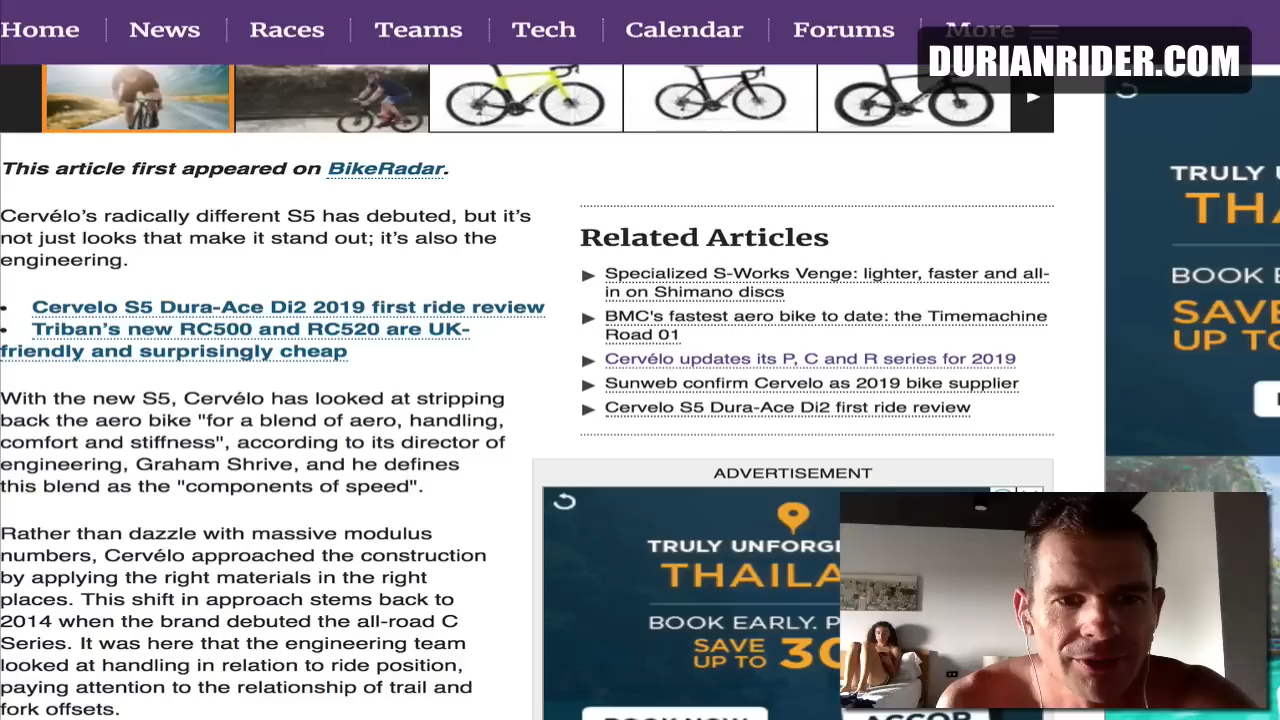 Home News Races Teams Tech Calendar Forums More
DURIANRIDER.COM
This article first appeared on BikeRadar.
Cervélo’s radically different S5 has debuted, but it’s
not just looks that make it stand out; it’s also the
engineering.
• Cervelo S5 Dura-Ace Di2 2019 first ride review
• Triban’s new RC500 and RC520 are UK-
friendly and surprisingly cheap
With the new S5, Cervélo has looked at stripping
back the aero bike "for a blend of aero, handling,
comfort and stiffness", according to its director of
engineering, Graham Shrive, and he defines
this blend as the "components of speed".
Rather than dazzle with massive modulus
numbers, Cervélo approached the construction
by applying the right materials in the right
places. This shift in approach stems back to
2014 when the brand debuted the all-road C
Series. It was here that the engineering team
looked at handling in relation to ride position,
paying attention to the relationship of trail and
fork offsets.
Related Articles
Specialized S-Works Venge: lighter, faster and all-
in on Shimano discs
BMC's fastest aero bike to date: the Timemachine
Road 01
Cervélo updates its P, C and R series for 2019
Sunweb confirm Cervelo as 2019 bike supplier
Cervelo S5 Dura-Ace Di2 first ride review
ADVERTISEMENT
TRULY UNFORG
THAILA
BOOK EARLY. P
SAVE 30
UP TO
BOOK NOW
ACCOR
TRULY
THA
BOOK
SAVE
UP TO